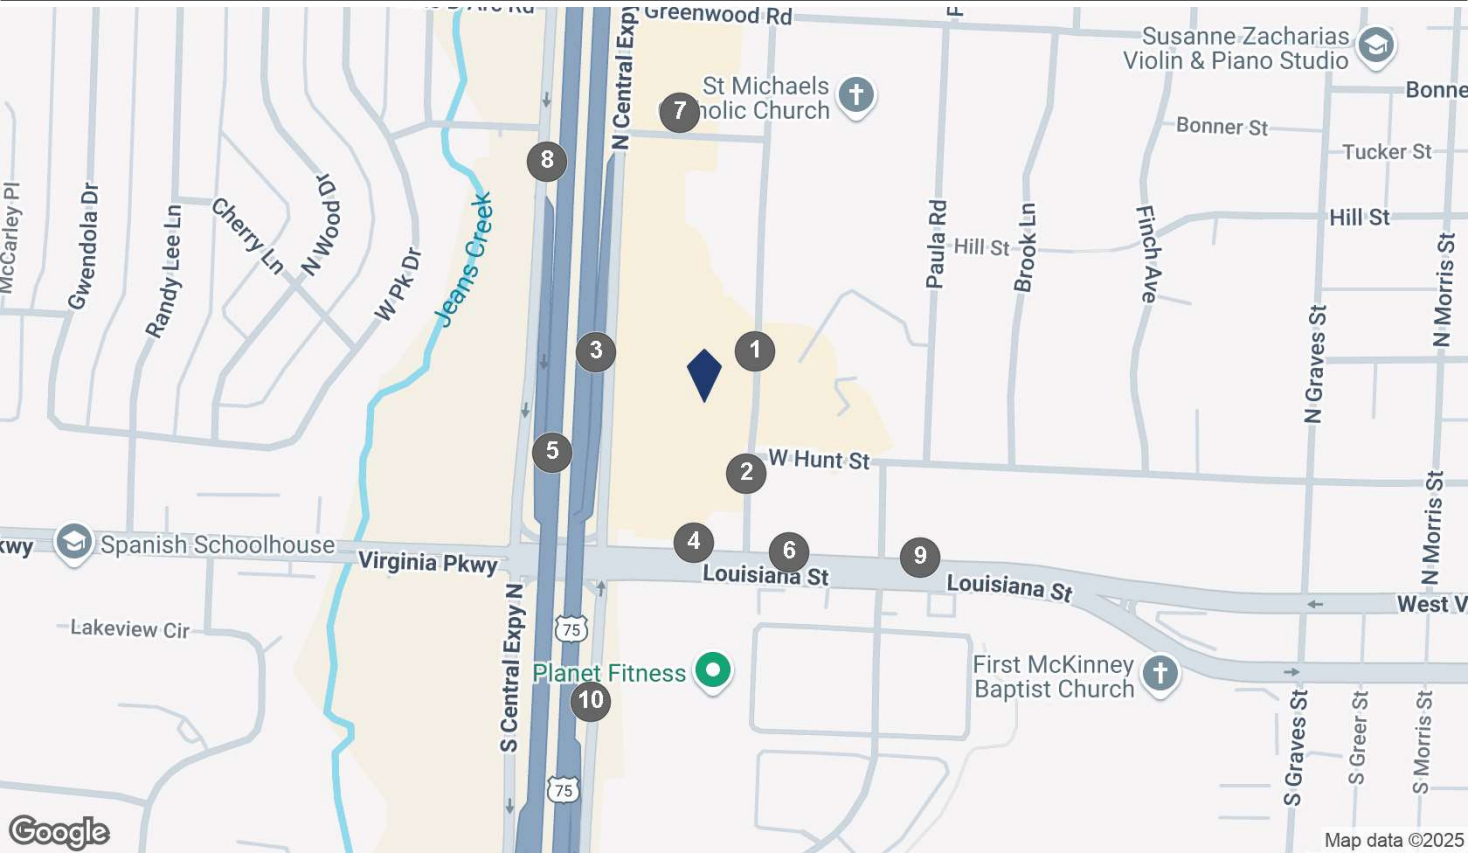 Greenwood Rd
N Central Expy
Susanne Zacharias
Violin & Piano Studio
St Michaels
holic Church
7
Bonne
Bonner St
Tucker St
8
McCarley Pl
Gwendola Dr
Randy Lee Ln
Cherry Ln
N Wood Dr
W Pk Dr
Jeans Creek
Paula Rd
Hill St
Brook Ln
Finch Ave
Hill St
N Graves St
N Morris St
3
1
5
2
W Hunt St
N Morris St
kwy
Spanish Schoolhouse
Virginia Pkwy
4
6
9
Louisiana St
Louisiana St
West V
Lakeview Cir
S Central Expy N
75
Planet Fitness
10
First McKinney
Baptist Church
S Graves St
S Greer St
S Morris St
75
Google
Map data ©2025